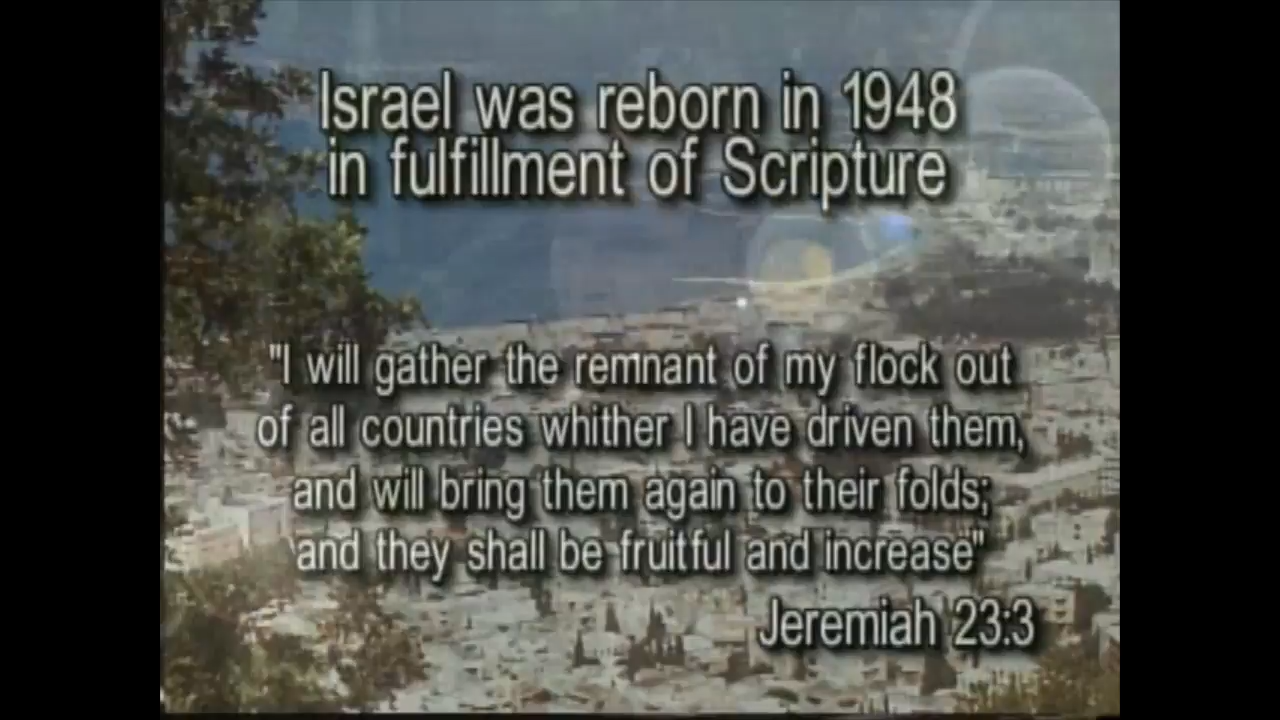 Israel was reborn in 1948
in fulfillment of Scripture
"I will gather the remnant of my flock out
of all countries whither I have driven them,
and will bring them again to their folds;
and they shall be fruitful and increase"
Jeremiah 23:3